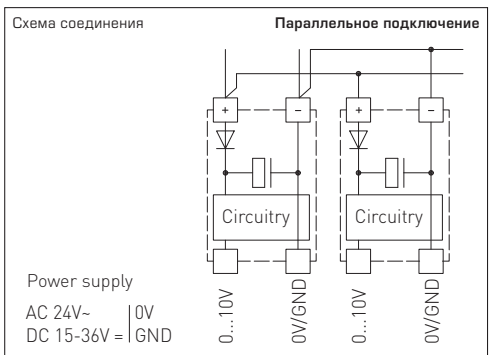 Схема соединения
Параллельное подключение
+
−
+
−
Circuitry
Circuitry
Power supply
AC 24V~ | 0V
DC 15-36V = | GND
0...10V
0V/GND
0...10V
0V/GND